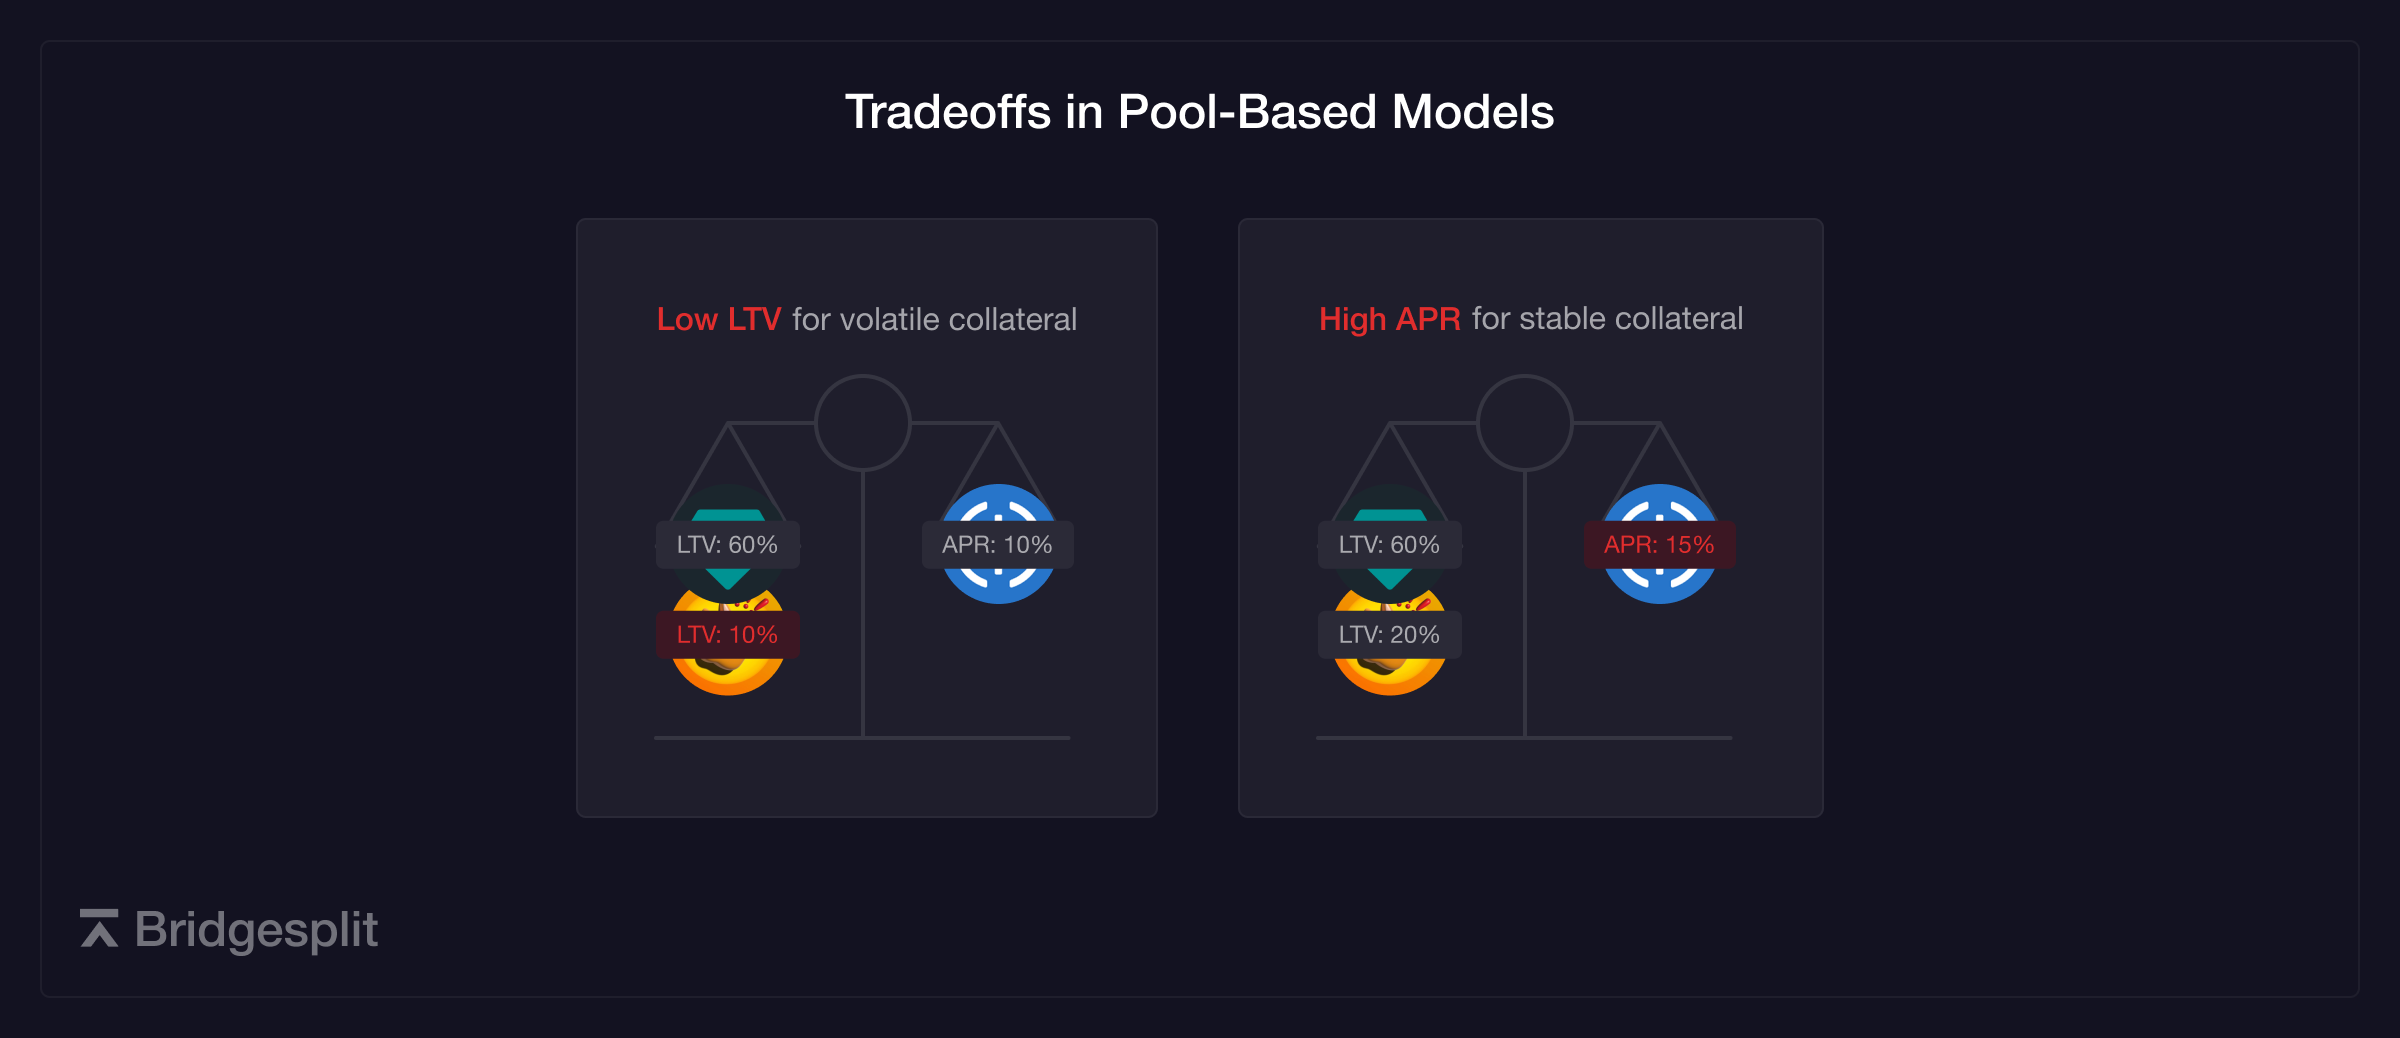 Tradeoffs in Pool-Based Models
Low LTV for volatile collateral
LTV: 60%
APR: 10%
LTV: 10%
High APR for stable collateral
LTV: 60%
APR: 15%
LTV: 20%
Bridgesplit